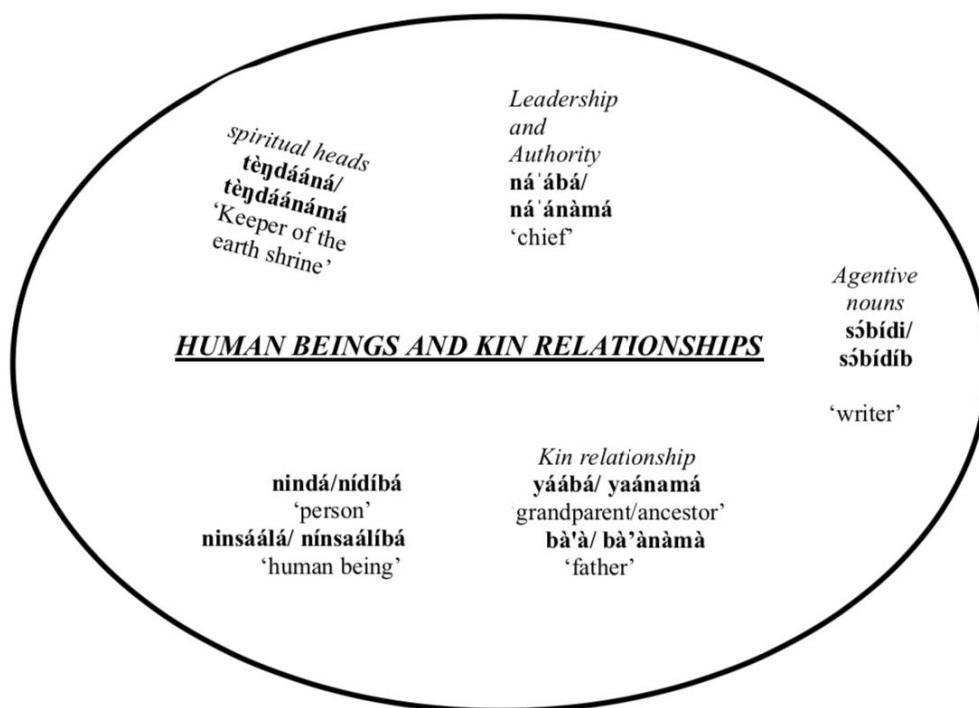 spiritual heads
tèŋdááná/
tèŋdáánámá
‘Keeper of the
earth shrine’
Leadership
and
Authority
náˈábá/
náˈánàmá
‘chief’
Agentive
nouns
sɔ́bídi/
sɔ́bídíb
‘writer’
HUMAN BEINGS AND KIN RELATIONSHIPS
nindá/nídíbá
‘person’
ninsáálá/ nínsaálíbá
‘human being’
Kin relationship
yáábá/ yaánamá
grandparent/ancestor’
bà'à/ bà’ànàmà
‘father’